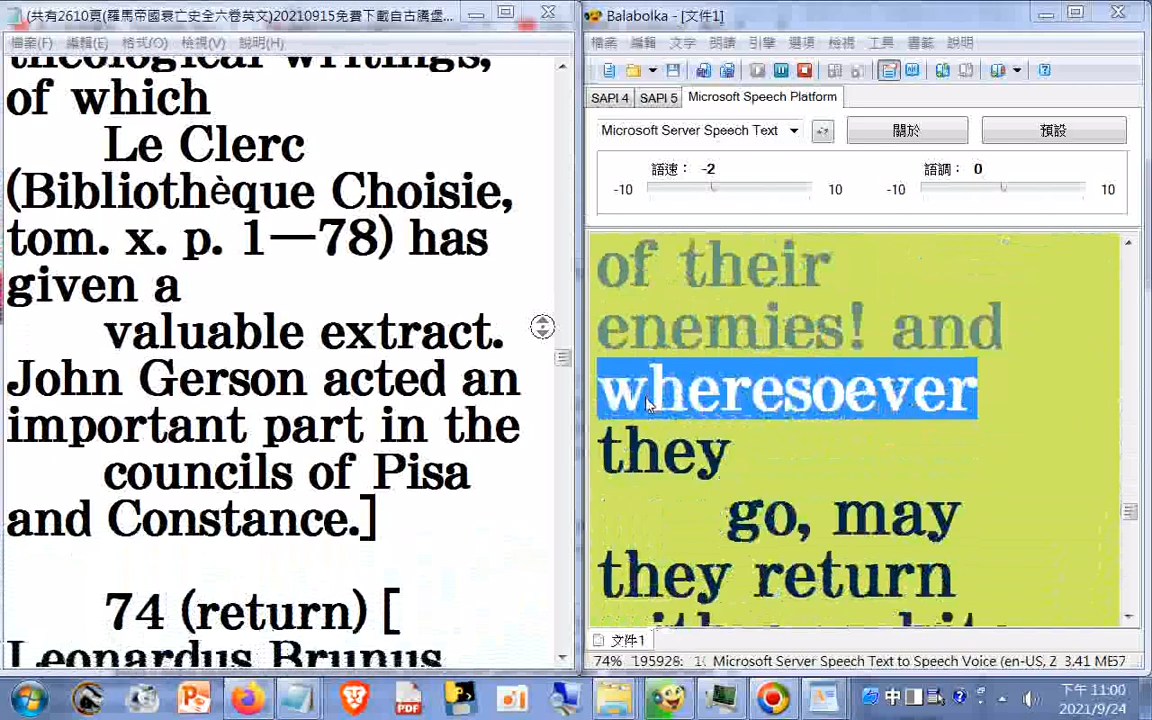 (共有2610頁(羅馬帝國衰亡史全六卷英文)20210915免費下載自古騰堡...
檔案(F) 編輯(E) 格式(O) 檢視(V) 說明(H)
theological writings,
of which
Le Clerc
(Bibliothèque Choisie,
tom. x. p. 1—78) has
given a
valuable extract.
John Gerson acted an
important part in the
councils of Pisa
and Constance.]
74 (return) [
Leonardus Brunus
Balabolka - [文件1]
檔案 編輯 文字 朗讀 引擎 選項 檢視 工具 書籤 說明
SAPI 4 SAPI 5 Microsoft Speech Platform
Microsoft Server Speech Text 關於 預設
語速： -2 語調： 0
-10 10 -10 10
of their
enemies! and
wheresoever
they
go, may
they return
文件1
74% 195928: Microsoft Server Speech Text to Speech Voice (en-US, Z 3,41 МБ57
中 下午 11:00
2021/9/24